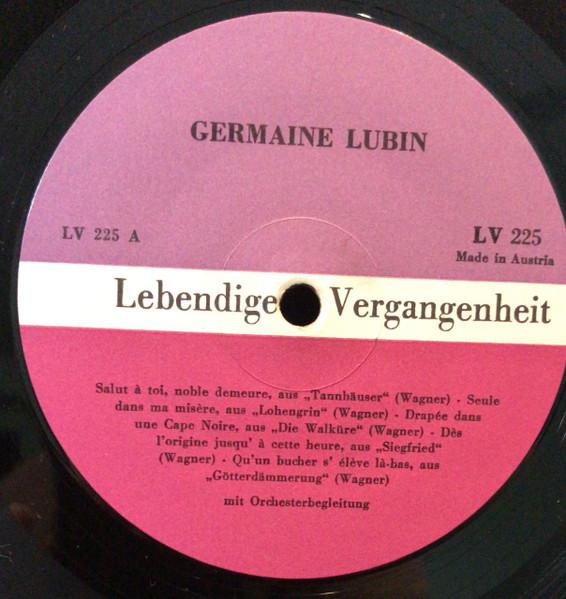 GERMAINE LUBIN
LV 225 A
LV 225
Made in Austria
Lebendige Vergangenheit
Salut à toi, noble demeure, aus „Tannhäuser“ (Wagner) - Seule
dans ma misère, aus „Lohengrin“ (Wagner) - Drapée dans
une Cape Noire, aus „Die Walküre“ (Wagner) - Dès
l'origine jusqu' à cette heure, aus „Siegfried“
(Wagner) - Qu'un bucher s' élève là-bas, aus
„Götterdämmerung“ (Wagner)
mit Orchesterbegleitung